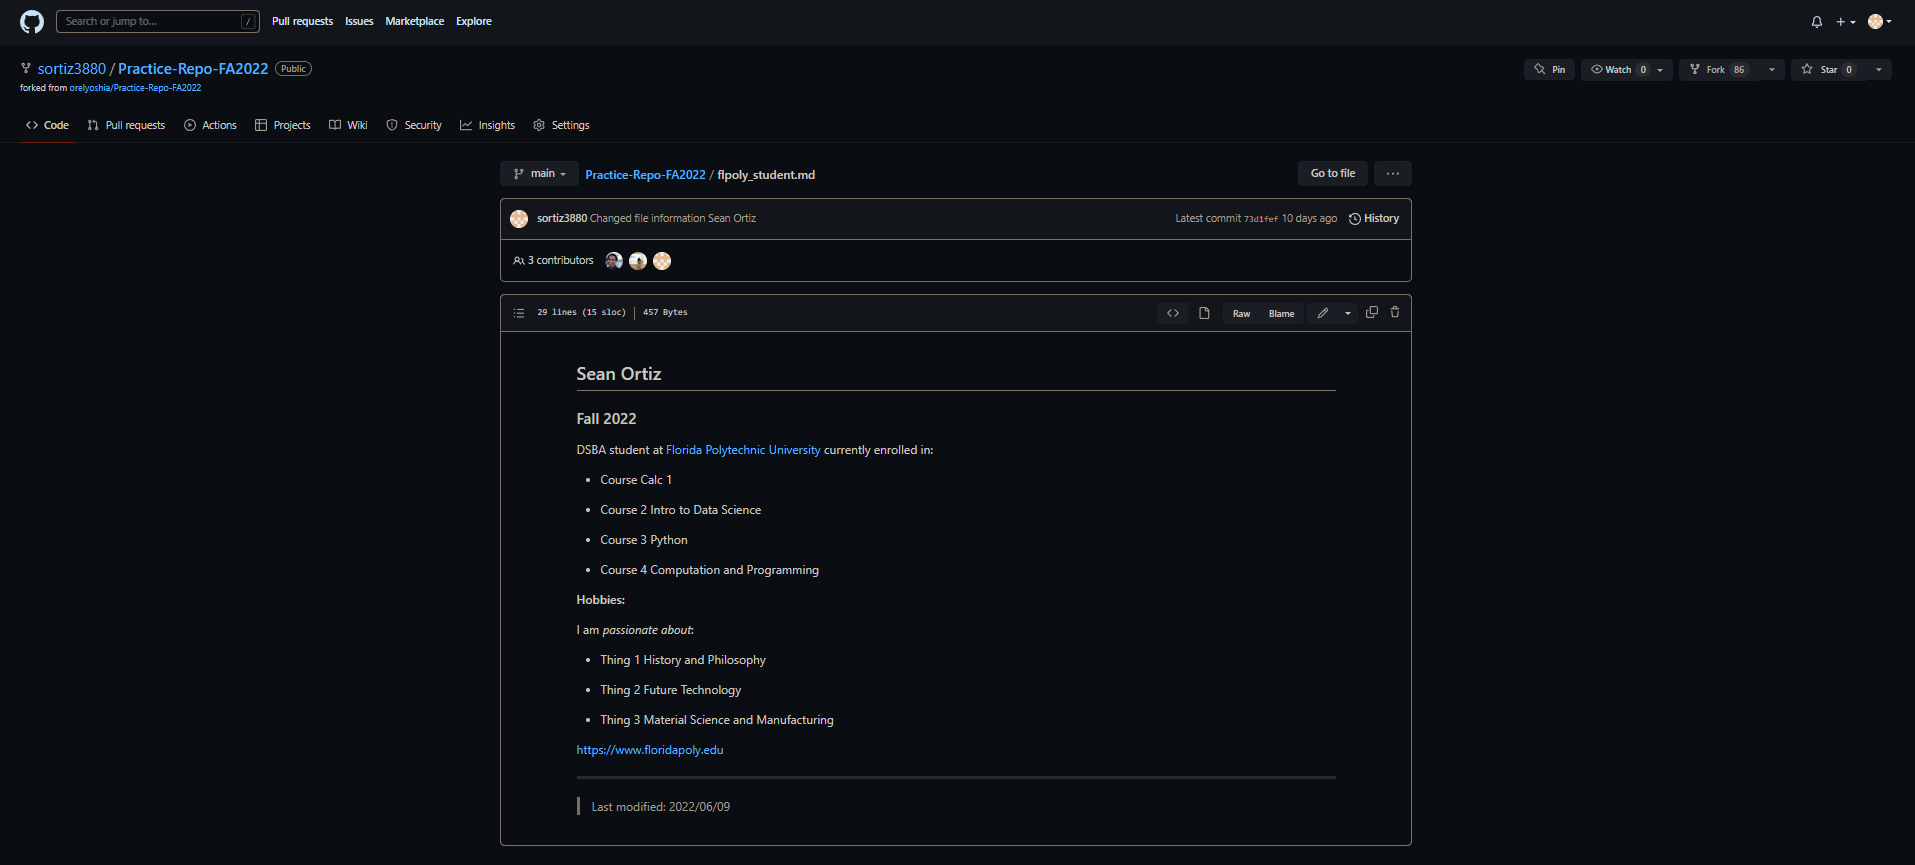 Search or jump to... /
Pull requests Issues Marketplace Explore
sortiz3880 / Practice-Repo-FA2022 Public
forked from orelyoshia/Practice-Repo-FA2022
Pin Watch 0 Fork 86 Star 0
Code Pull requests Actions Projects Wiki Security Insights Settings
main Practice-Repo-FA2022 / flpoly_student.md Go to file ...
sortiz3880 Changed file information Sean Ortiz Latest commit 73d1fef 10 days ago History
3 contributors
29 lines (15 sloc) | 457 Bytes <> Raw Blame
Sean Ortiz
Fall 2022
DSBA student at Florida Polytechnic University currently enrolled in:
• Course Calc 1
• Course 2 Intro to Data Science
• Course 3 Python
• Course 4 Computation and Programming
Hobbies:
I am passionate about:
• Thing 1 History and Philosophy
• Thing 2 Future Technology
• Thing 3 Material Science and Manufacturing
https://www.floridapoly.edu
Last modified: 2022/06/09